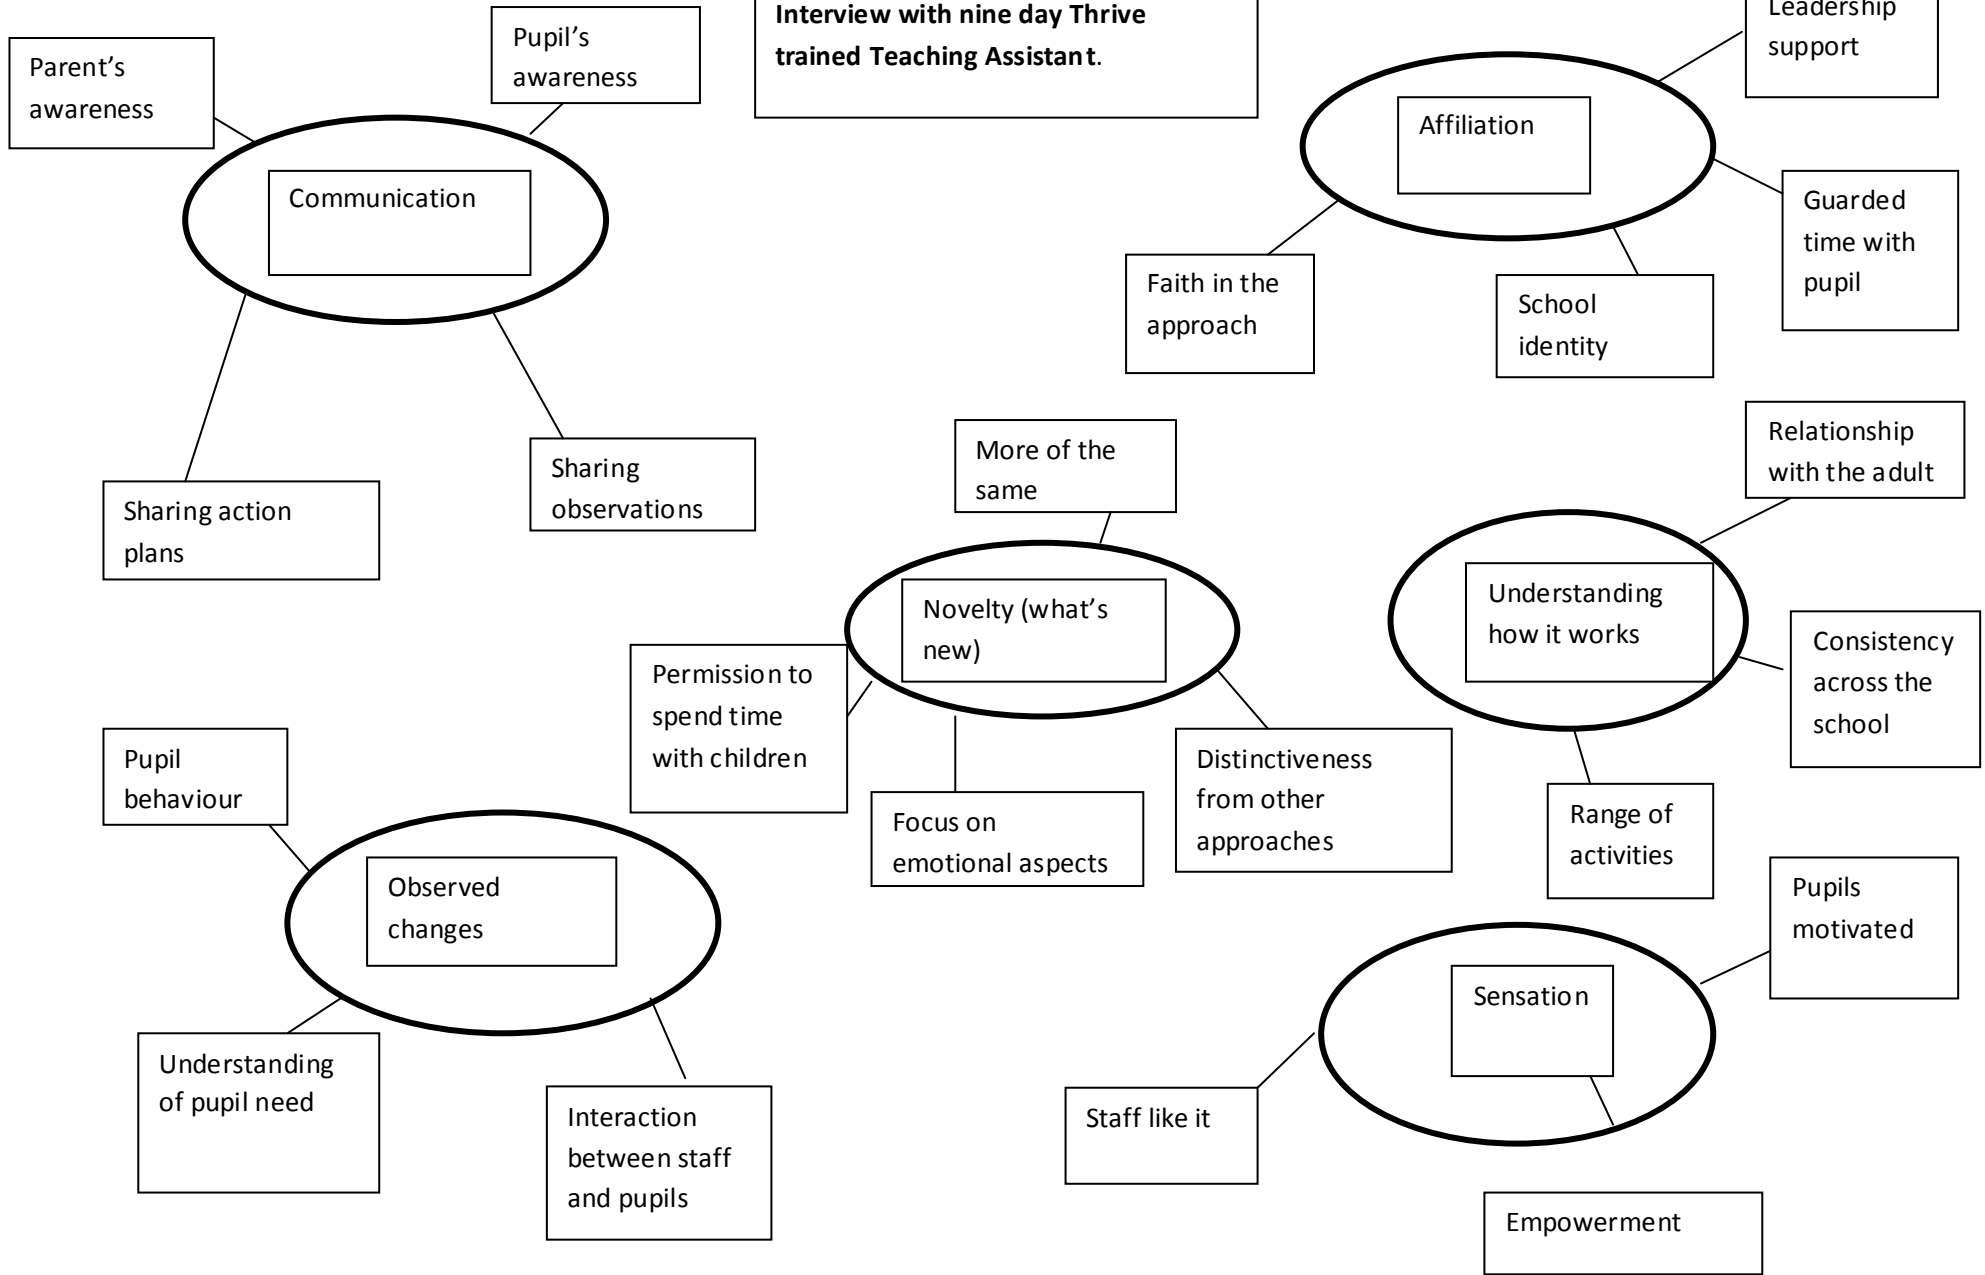 Interview with nine day Thrive
trained Teaching Assistant.
Parent’s
awareness
Pupil’s
awareness
Communication
Sharing action
plans
Sharing
observations
Leadership
support
Affiliation
Guarded
time with
pupil
Faith in the
approach
School
identity
More of the
same
Novelty (what’s
new)
Permission to
spend time
with children
Focus on
emotional aspects
Distinctiveness
from other
approaches
Relationship
with the adult
Understanding
how it works
Consistency
across the
school
Range of
activities
Pupil
behaviour
Observed
changes
Understanding
of pupil need
Interaction
between staff
and pupils
Pupils
motivated
Sensation
Staff like it
Empowerment